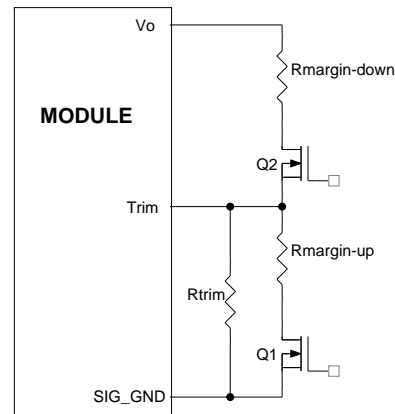 Vo
Rmargin-down
MODULE
Q2
Trim
Rmargin-up
Rtrim
Q1
SIG_GND